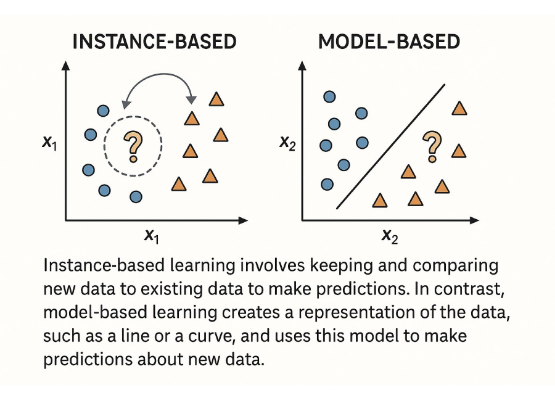 INSTANCE-BASED
MODEL-BASED
?
x1
x1
?
x2
x2
Instance-based learning involves keeping and comparing
new data to existing data to make predictions. In contrast,
model-based learning creates a representation of the data,
such as a line or a curve, and uses this model to make
predictions about new data.